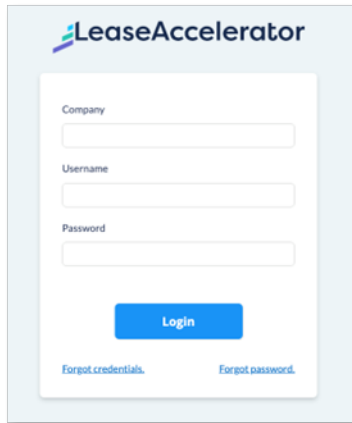 LeaseAccelerator
Company
Username
Password
Login
Forgot credentials. Forgot password.